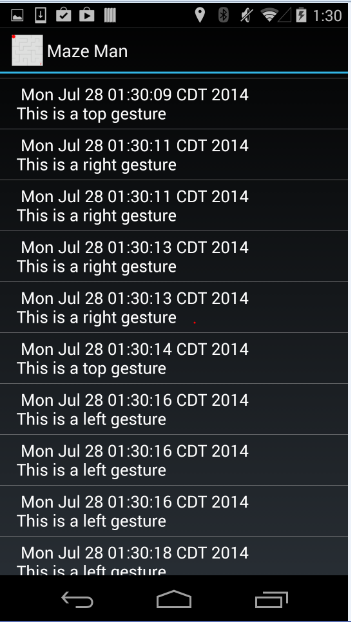 1:30
Maze Man
Mon Jul 28 01:30:09 CDT 2014
This is a top gesture
Mon Jul 28 01:30:11 CDT 2014
This is a right gesture
Mon Jul 28 01:30:11 CDT 2014
This is a right gesture
Mon Jul 28 01:30:13 CDT 2014
This is a right gesture
Mon Jul 28 01:30:13 CDT 2014
This is a right gesture
Mon Jul 28 01:30:14 CDT 2014
This is a top gesture
Mon Jul 28 01:30:16 CDT 2014
This is a left gesture
Mon Jul 28 01:30:16 CDT 2014
This is a left gesture
Mon Jul 28 01:30:16 CDT 2014
This is a left gesture
Mon Jul 28 01:30:18 CDT 2014
This is a left gesture